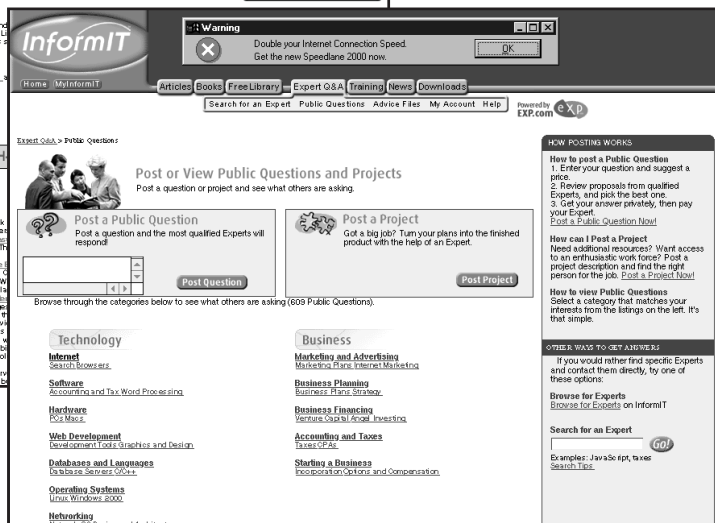 InformIT
Warning
Double your Internet Connection Speed.
Get the new Speedlane 2000 now.
OK
Home MyInformIT
Articles Books Free Library Expert Q&A Training News Downloads
Search for an Expert Public Questions Advice Files My Account Help
Powered by
EXP.com
exp
Expert Q&A > Public Questions
Post or View Public Questions and Projects
Post a question or project and see what others are asking.
Post a Public Question
Post a question and the most qualified Experts will
respond!
Post Question
Post a Project
Got a big job? Turn your plans into the finished
product with the help of an Expert.
Post Project
Browse through the categories below to see what others are asking (609 Public Questions).
Technology
Internet
Search Browsers
Software
Accounting and Tax Word Processing
Hardware
PCs Macs
Web Development
Development Tools Graphics and Design
Databases and Languages
Database Servers C/C++
Operating Systems
Linux Windows 2000
Networking
Business
Marketing and Advertising
Marketing Plans Internet Marketing
Business Planning
Business Plans Strategy
Business Financing
Venture Capital Angel Investing
Accounting and Taxes
Taxes CPAs
Starting a Business
Incorporation Options and Compensation
HOW POSTING WORKS
How to post a Public Question
1. Enter your question and suggest a
price.
2. Review proposals from qualified
Experts, and pick the best one.
3. Get your answer privately, then pay
your Expert.
Post a Public Question Now!
How can I Post a Project
Need additional resources? Want access
to an enthusiastic work force? Post a
project description and find the right
person for the job. Post a Project Now!
How to view Public Questions
Select a category that matches your
interests from the listings on the left. It's
that simple.
OTHER WAYS TO GET ANSWERS
If you would rather find specific Experts
and contact them directly, try one of
these options:
Browse for Experts
Browse for Experts on InformIT
Search for an Expert
Go!
Examples: JavaScript, taxes
Search Tips